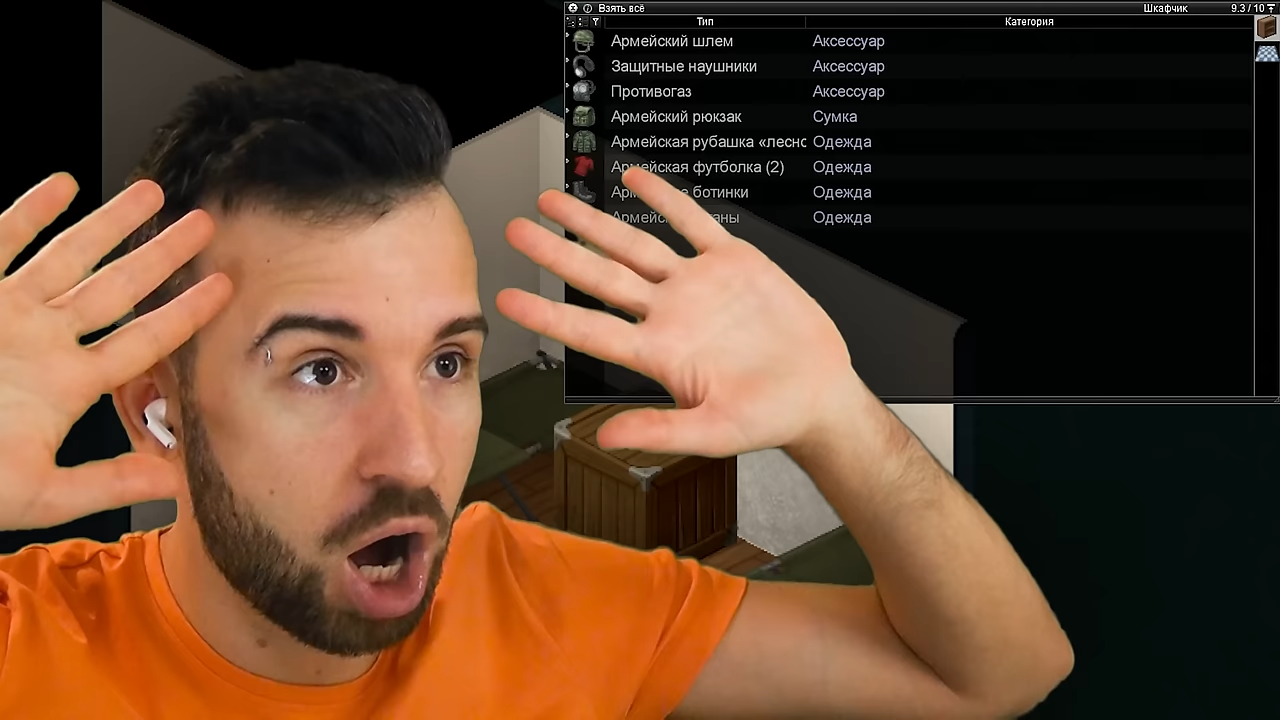 Взять всё
Шкафчик
9.3 / 10
Тип
Категория
Армейский шлем
Аксессуар
Защитные наушники
Аксессуар
Противогаз
Аксессуар
Армейский рюкзак
Сумка
Армейская рубашка «лесно
Одежда
Армейская футболка (2)
Одежда
ботинки
Одежда
Одежда